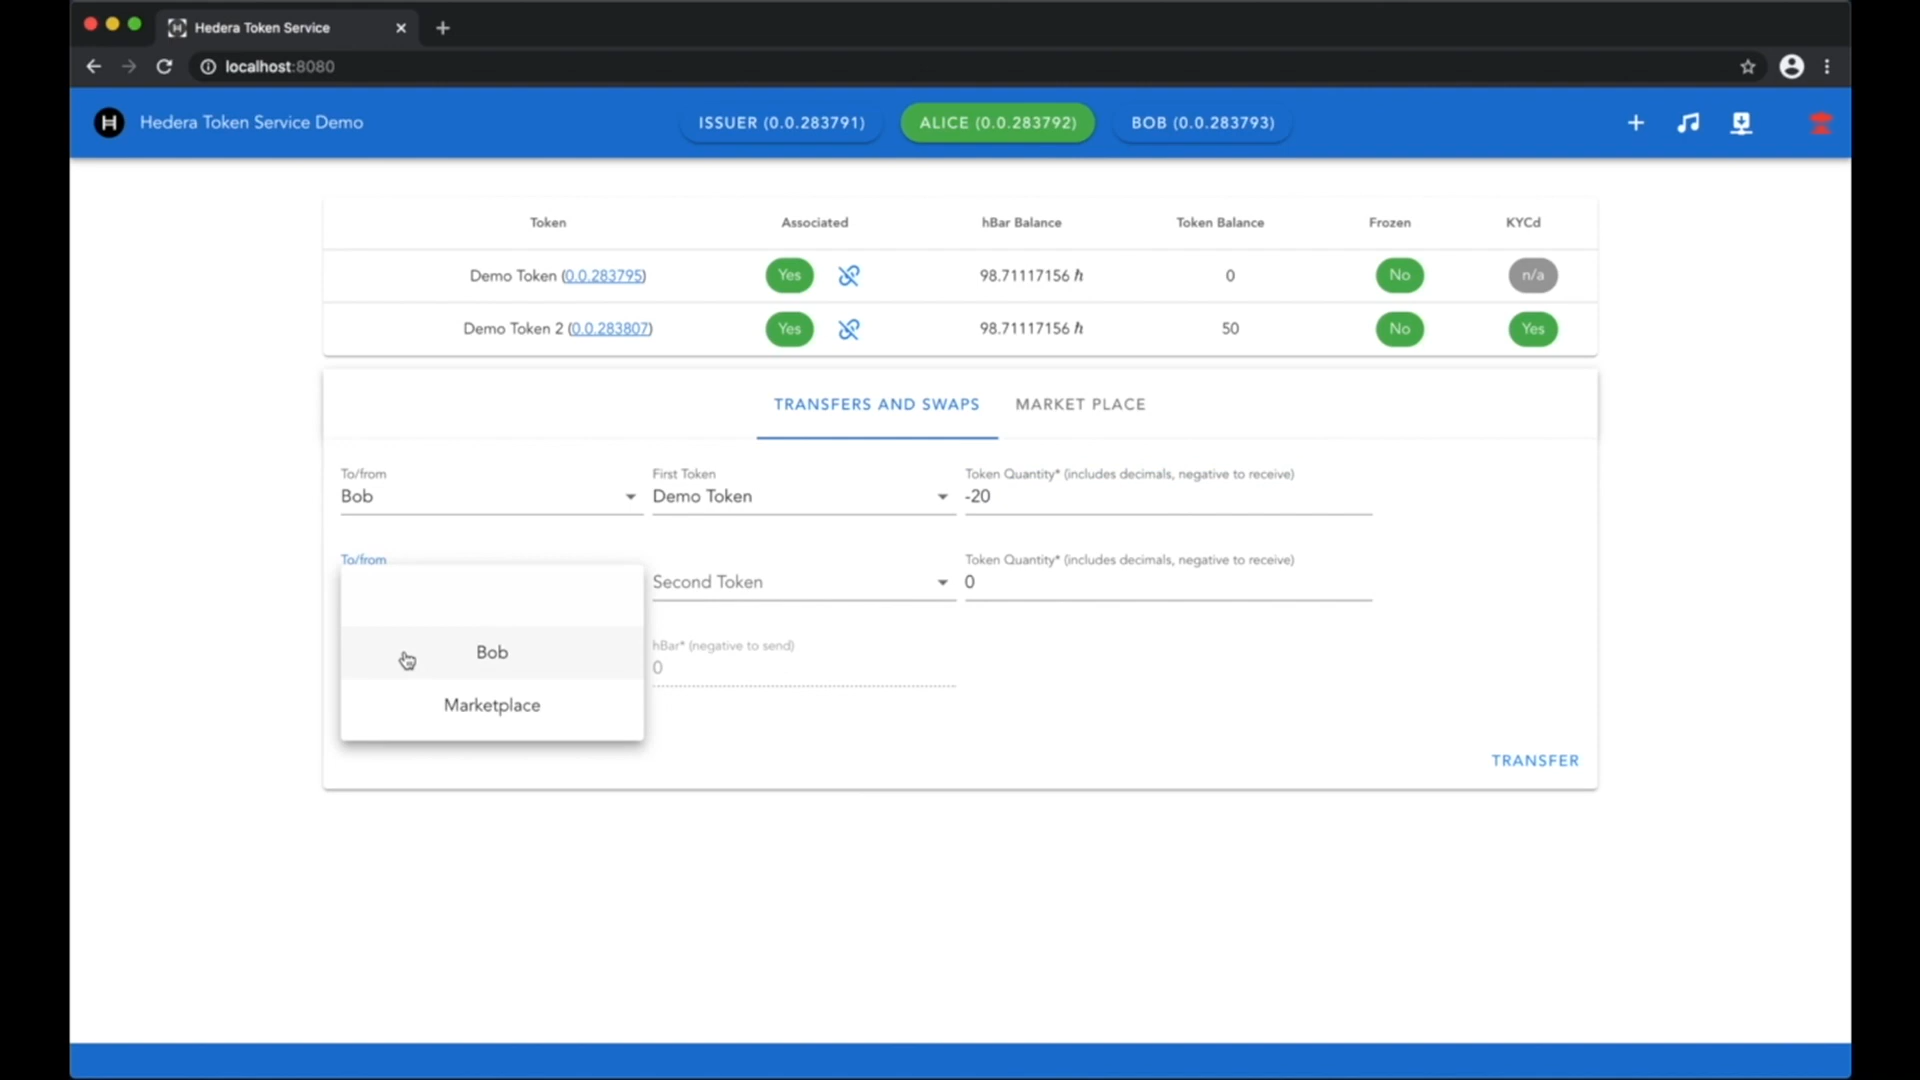 Hedera Token Service
localhost:8080
Hedera Token Service Demo
ISSUER (0.0.283791)
ALICE (0.0.283792)
BOB (0.0.283793)
Token Associated hBar Balance Token Balance Frozen KYCd
Demo Token (0.0.283795) Yes 98.71117156 ℏ 0 No n/a
Demo Token 2 (0.0.283807) Yes 98.71117156 ℏ 50 No Yes
TRANSFERS AND SWAPS MARKET PLACE
To/from First Token Token Quantity* (includes decimals, negative to receive)
Bob Demo Token -20
To/from Token Quantity* (includes decimals, negative to receive)
Second Token 0
hBar* (negative to send)
Bob
0
Marketplace
TRANSFER